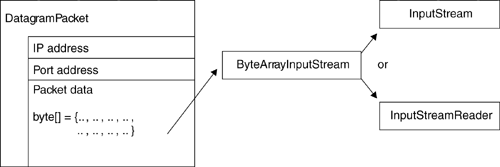 DatagramPacket
IP address
Port address
Packet data
byte[] = {.. , .. , .. , .. ,
.. , .. , .. , .. }
ByteArrayInputStream
InputStream
or
InputStreamReader